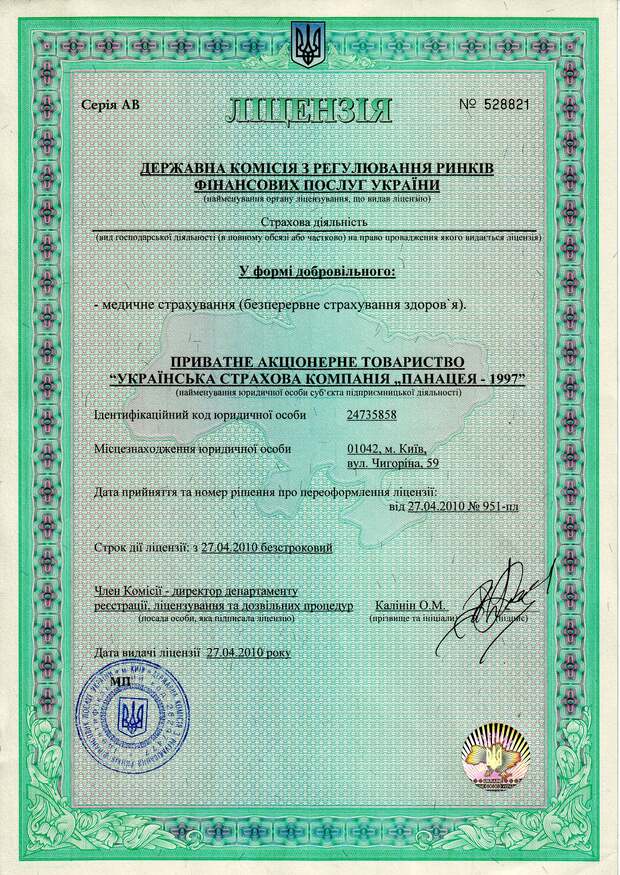 Серія АВ
ЛІЦЕНЗІЯ
№ 528821
ДЕРЖАВНА КОМІСІЯ З РЕГУЛЮВАННЯ РИНКІВ
ФІНАНСОВИХ ПОСЛУГ УКРАЇНИ
(найменування органу ліцензування, що видав ліцензію)
Страхова діяльність
(вид господарської діяльності (в повному обсязі або частково) на право провадження якого видається ліцензія)
У формі добровільного:
- медичне страхування (безперервне страхування здоров`я).
ПРИВАТНЕ АКЦІОНЕРНЕ ТОВАРИСТВО
“УКРАЇНСЬКА СТРАХОВА КОМПАНІЯ „ПАНАЦЕЯ - 1997”
(найменування юридичної особи суб’єкта підприємницької діяльності)
Ідентифікаційний код юридичної особи 24735858
Місцезнаходження юридичної особи 01042, м. Київ,
вул. Чигоріна, 59
Дата прийняття та номер рішення про переоформлення ліцензії:
від 27.04.2010 № 951-пл
Строк дії ліцензії: з 27.04.2010 безстроковий
Член Комісії - директор департаменту
реєстрації, ліцензування та дозвільних процедур Калінін О.М.
(посада особи, яка підписала ліцензію) (прізвище та ініціали) (підпис)
Дата видачі ліцензії 27.04.2010 року
МП